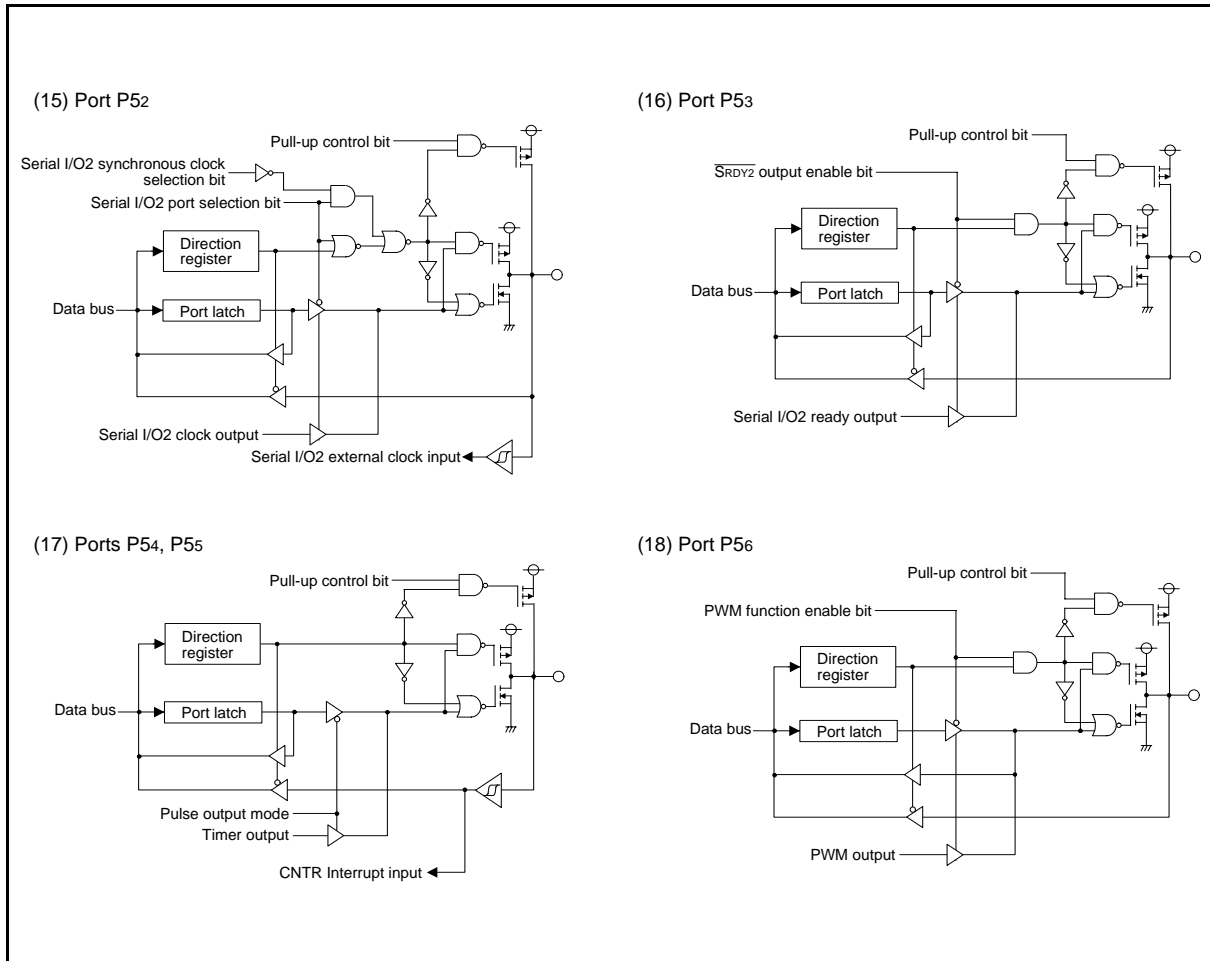 (15) Port P52
Pull-up control bit
Serial I/O2 synchronous clock
selection bit
Serial I/O2 port selection bit
Direction
register
Data bus
Port latch
Serial I/O2 clock output
Serial I/O2 external clock input
(16) Port P53
Pull-up control bit
SRDY2 output enable bit
Direction
register
Data bus
Port latch
Serial I/O2 ready output
(17) Ports P54, P55
Pull-up control bit
Direction
register
Data bus
Port latch
Pulse output mode
Timer output
CNTR Interrupt input
(18) Port P56
Pull-up control bit
PWM function enable bit
Direction
register
Data bus
Port latch
PWM output